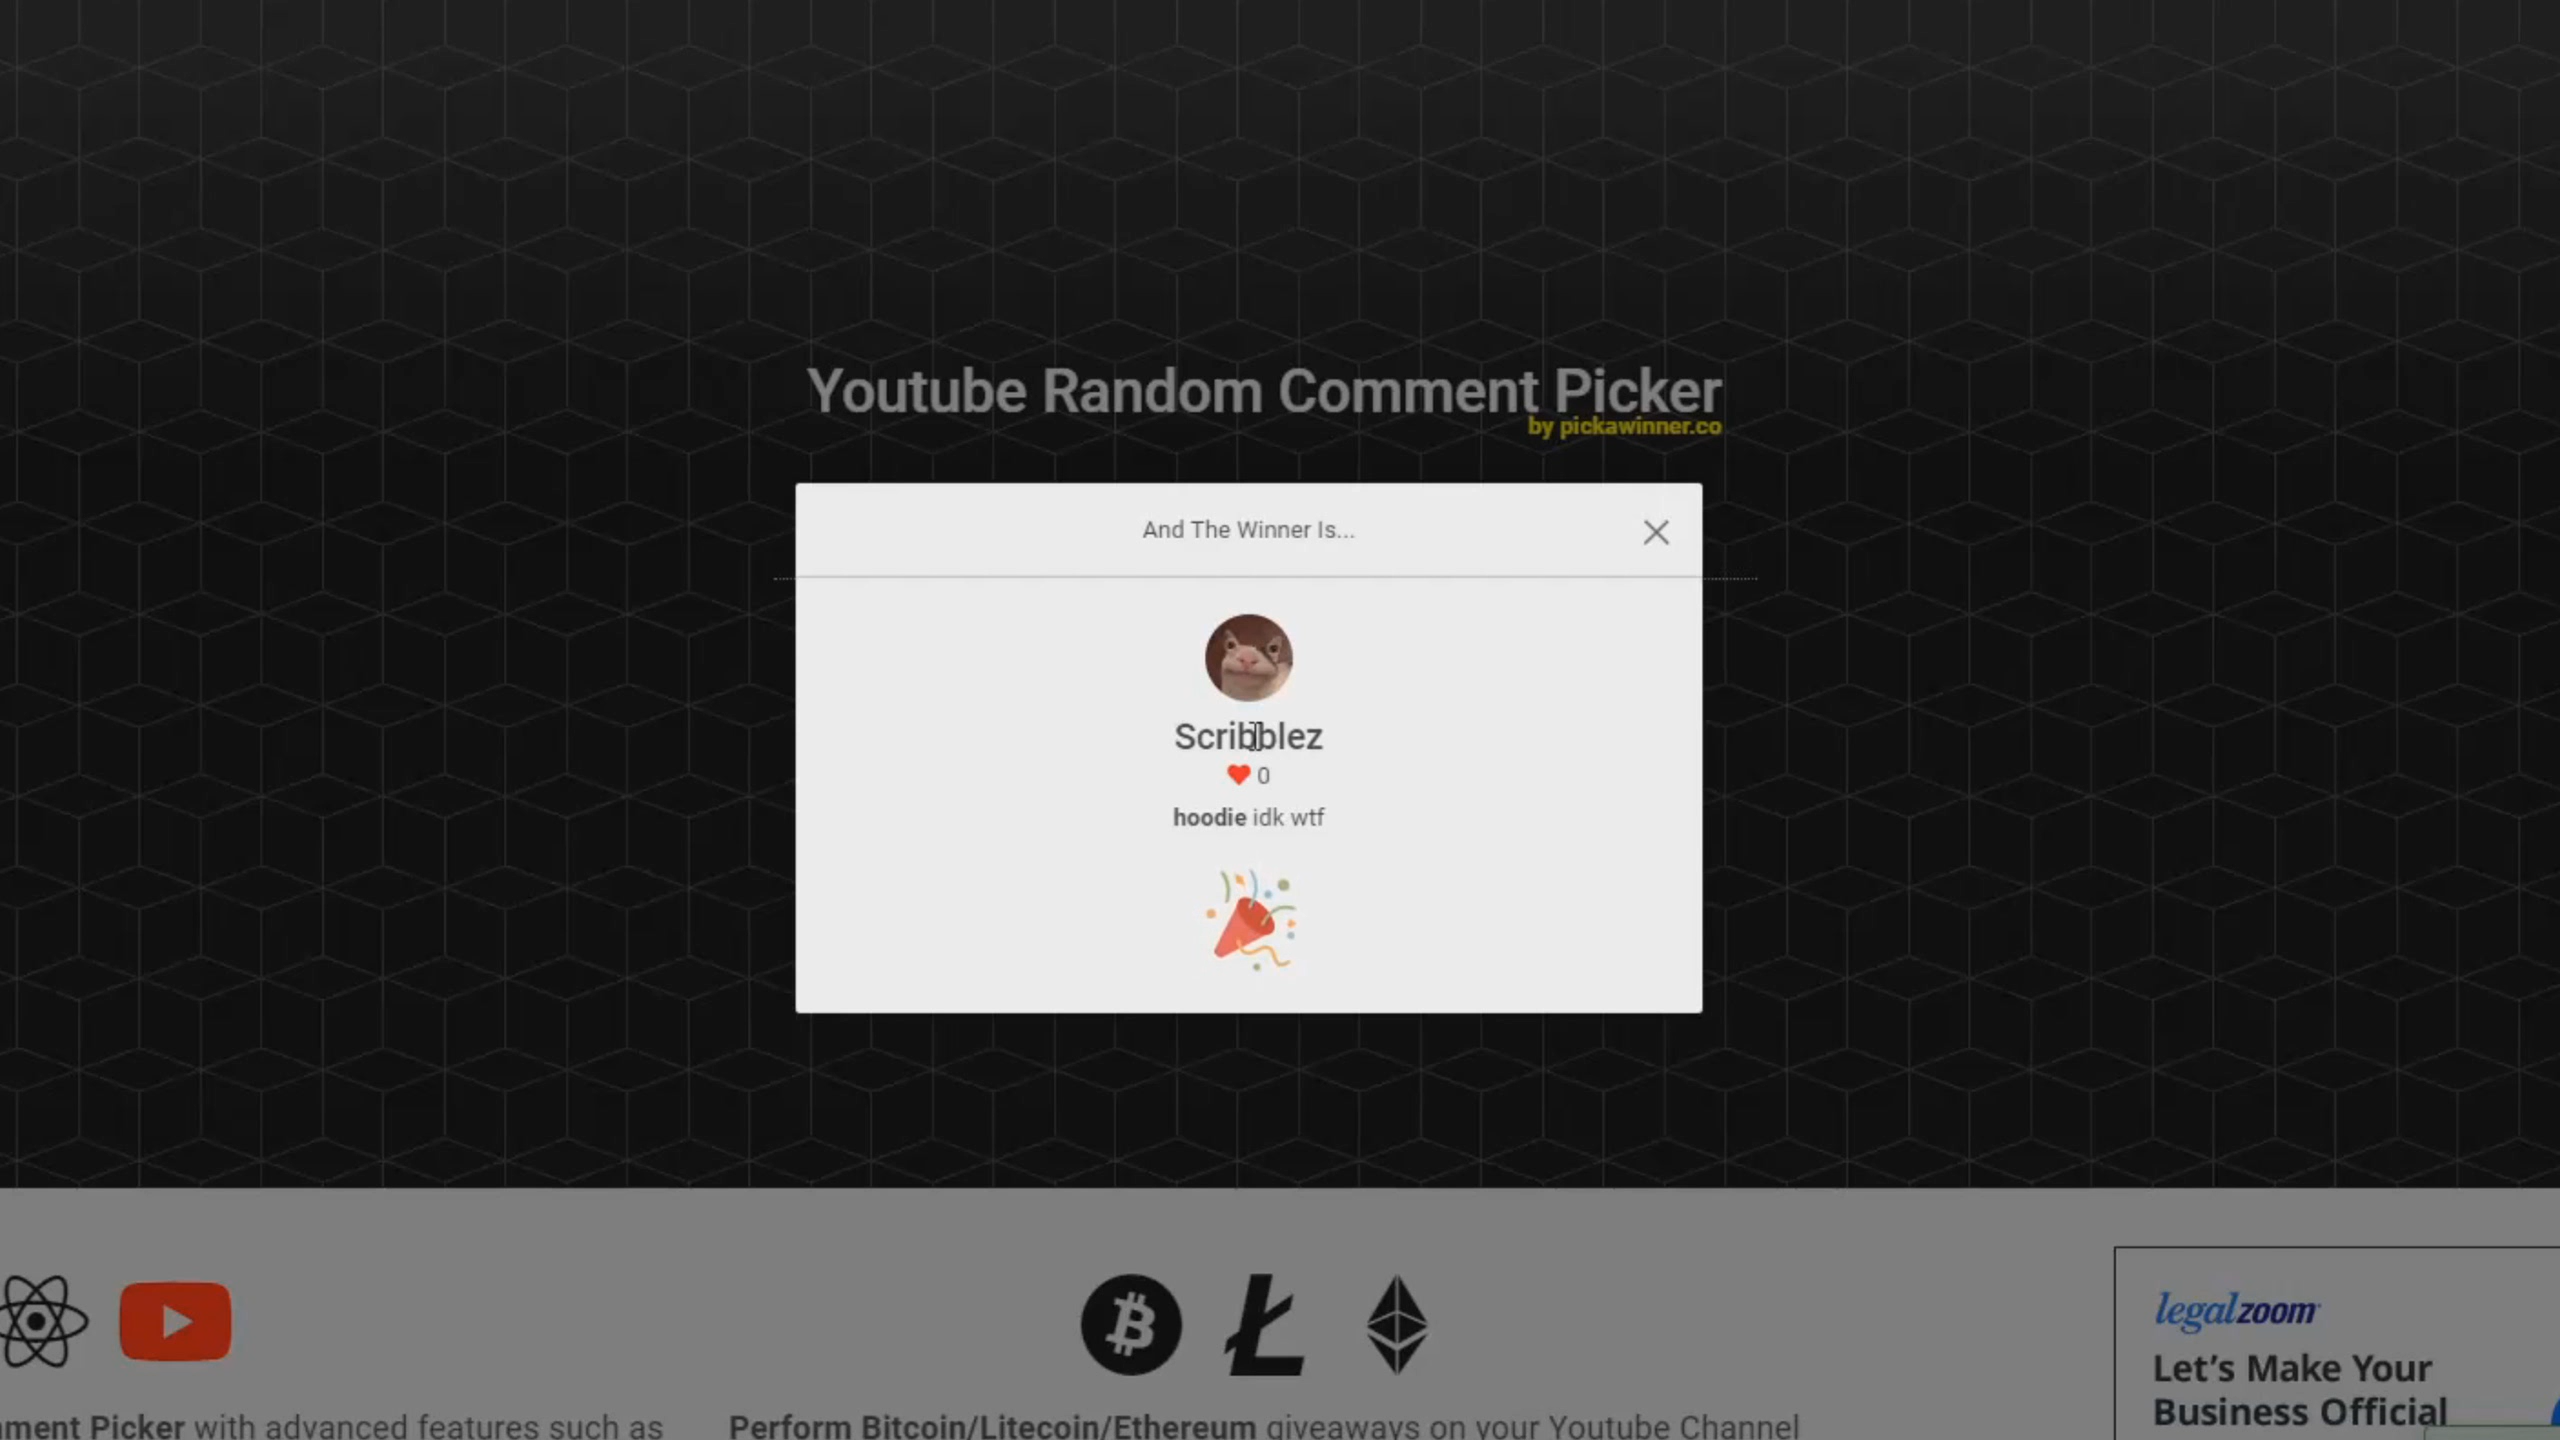 Youtube Random Comment Picker
by pickawinner.co
And The Winner Is...
Scribblez
0
hoodie idk wtf
legalzoom
Let's Make Your
Business Official
Picker with advanced features such as
Perform Bitcoin/Litecoin/Ethereum giveaways on your Youtube Channel